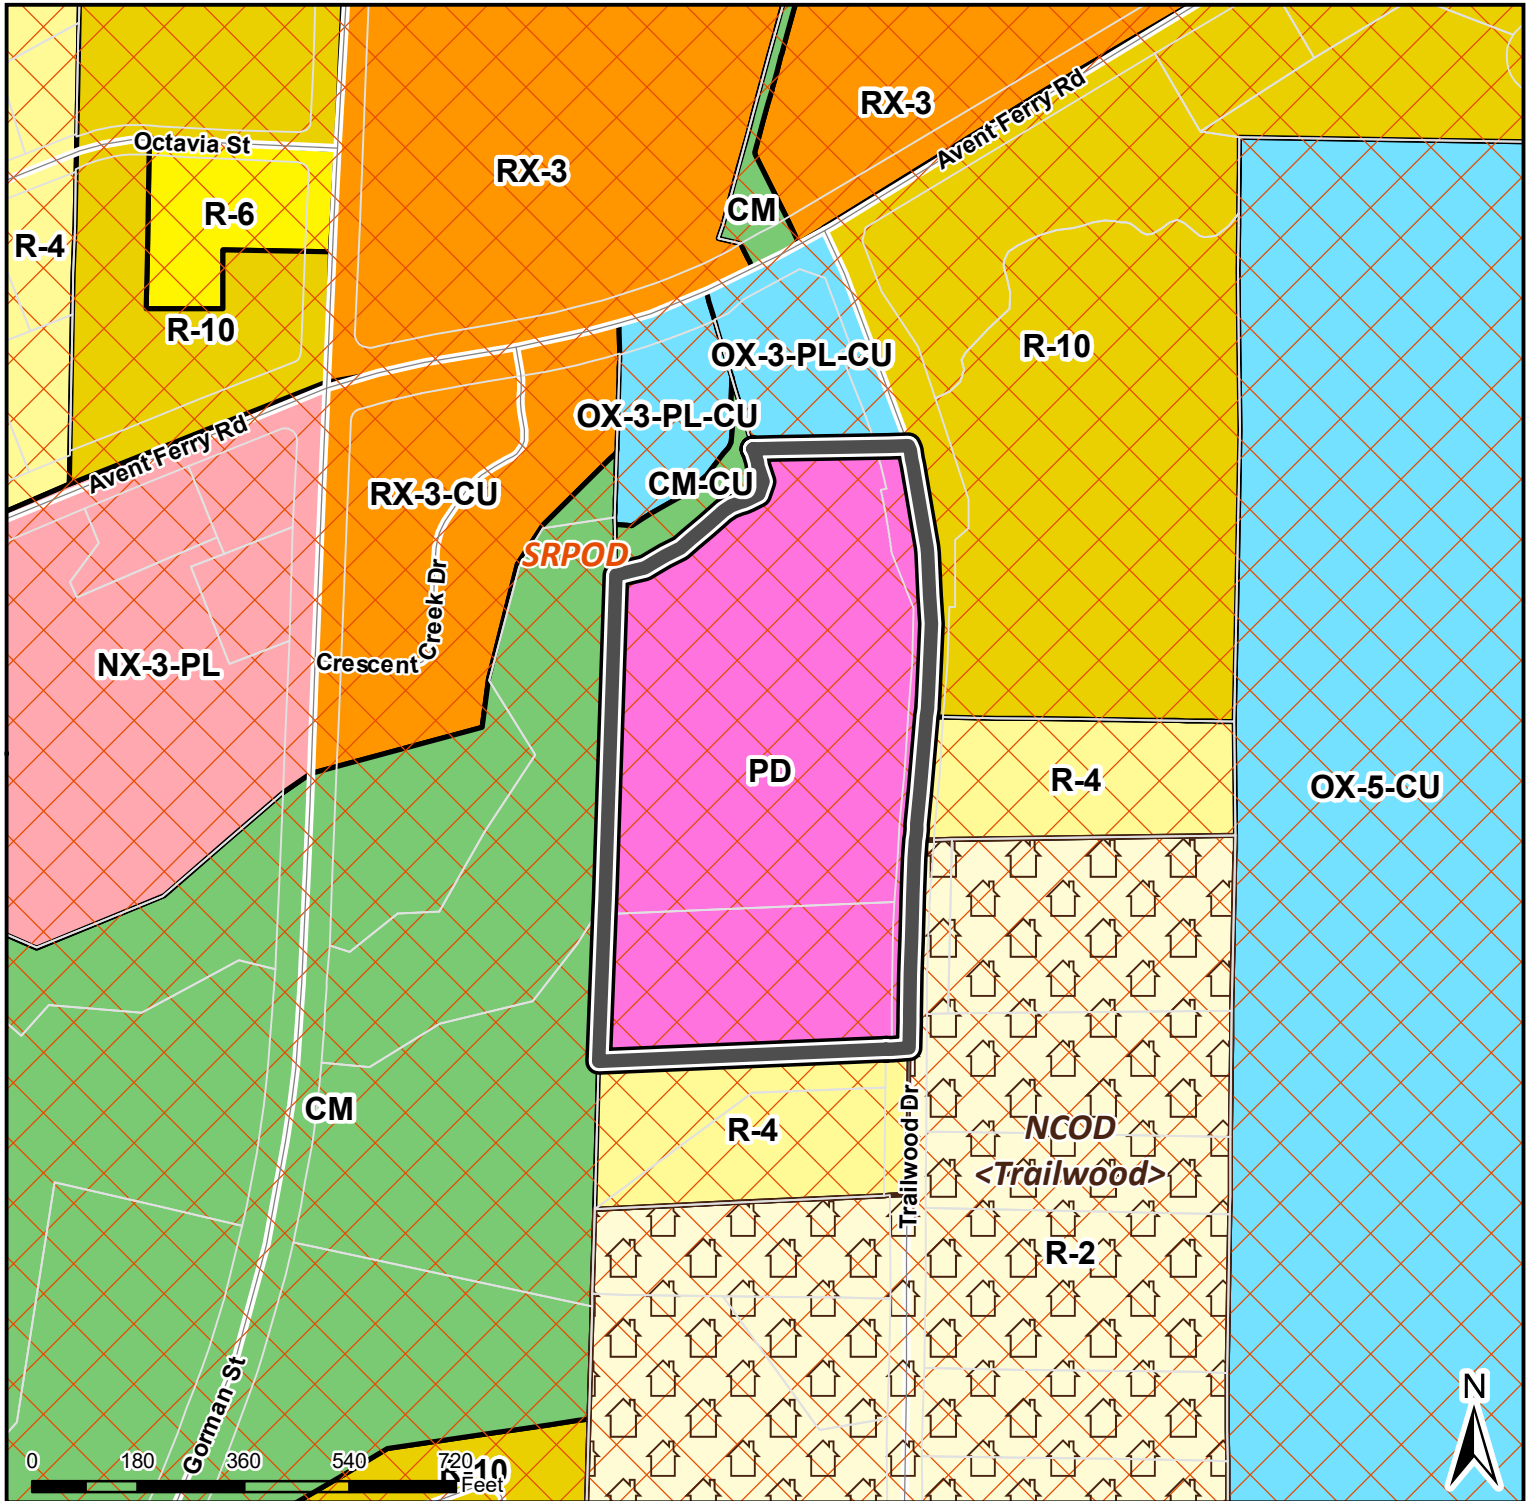 RX-3
Avent Ferry Rd
Octavia St
RX-3
R-6
CM
R-4
R-10
R-10
OX-3-PL-CU
OX-3-PL-CU
Avent Ferry Rd
RX-3-CU
CM-CU
SRPOD
Crescent Creek Dr
NX-3-PL
PD
R-4
OX-5-CU
CM
R-4
Trailwood Dr
NCOD
<Trailwood>
R-2
Gorman St
N
0 180 360 540 720
Feet
R-10